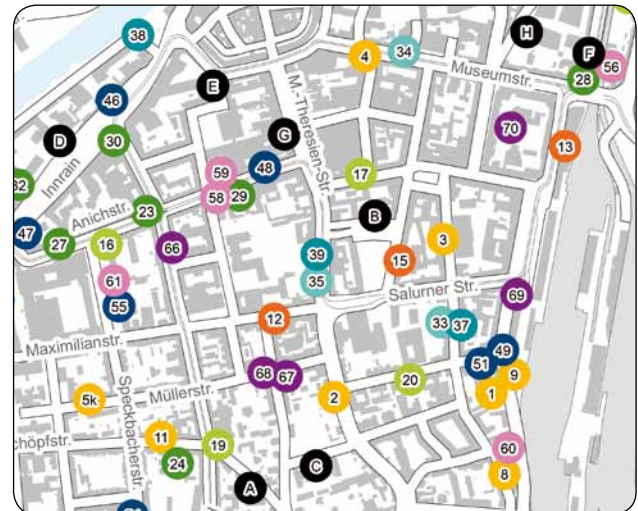 38
4
34
H
F
56
28
E
M.-Theresien-Str.
Museumstr.
46
70
D
30
G
13
Innrain
59
48
17
32
58
29
Anichstr.
23
B
47
27
16
66
3
39
15
61
35
Salurner Str.
69
55
12
33
37
Maximilianstr.
49
51
68
67
20
9
5k
Müllerstr.
2
1
Speckbacherstr.
11
19
chöpfstr.
60
24
C
8
A